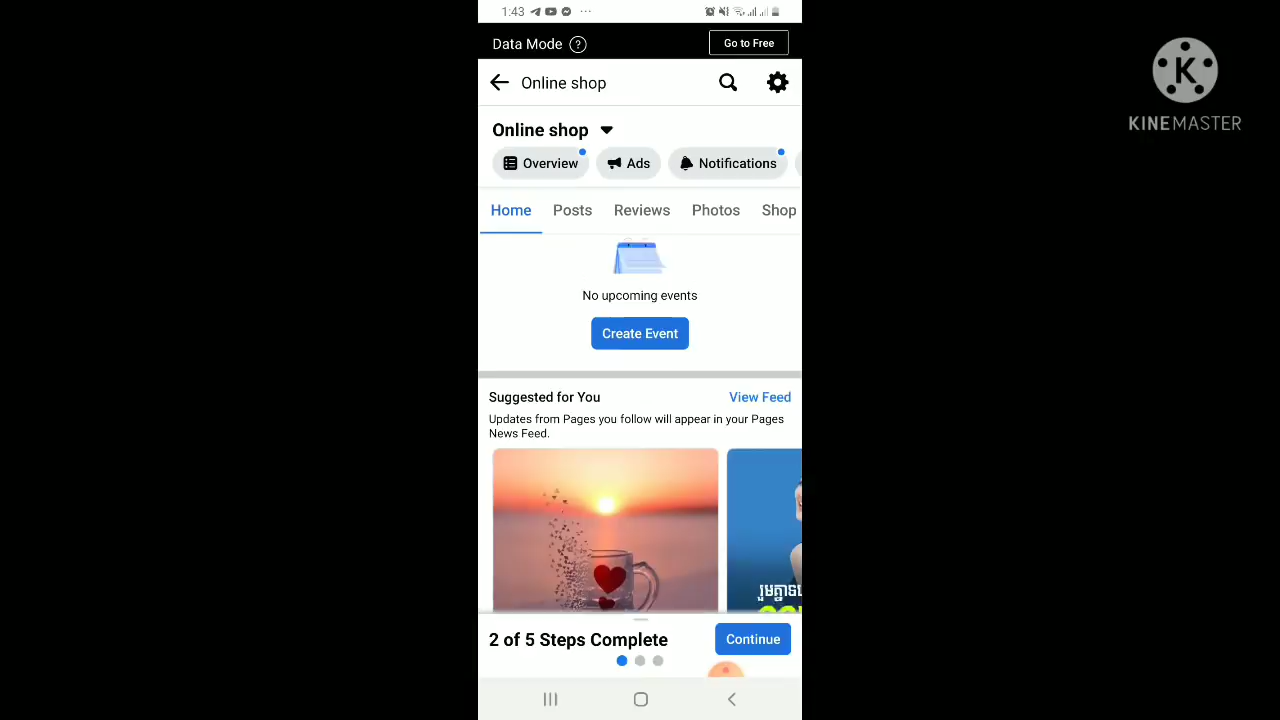 1:43
Data Mode ?
Go to Free
K
KINEMASTER
Online shop
Online shop
Overview
Ads
Notifications
Home
Posts
Reviews
Photos
Shop
No upcoming events
Create Event
Suggested for You
View Feed
Updates from Pages you follow will appear in your Pages
News Feed.
2 of 5 Steps Complete
Continue